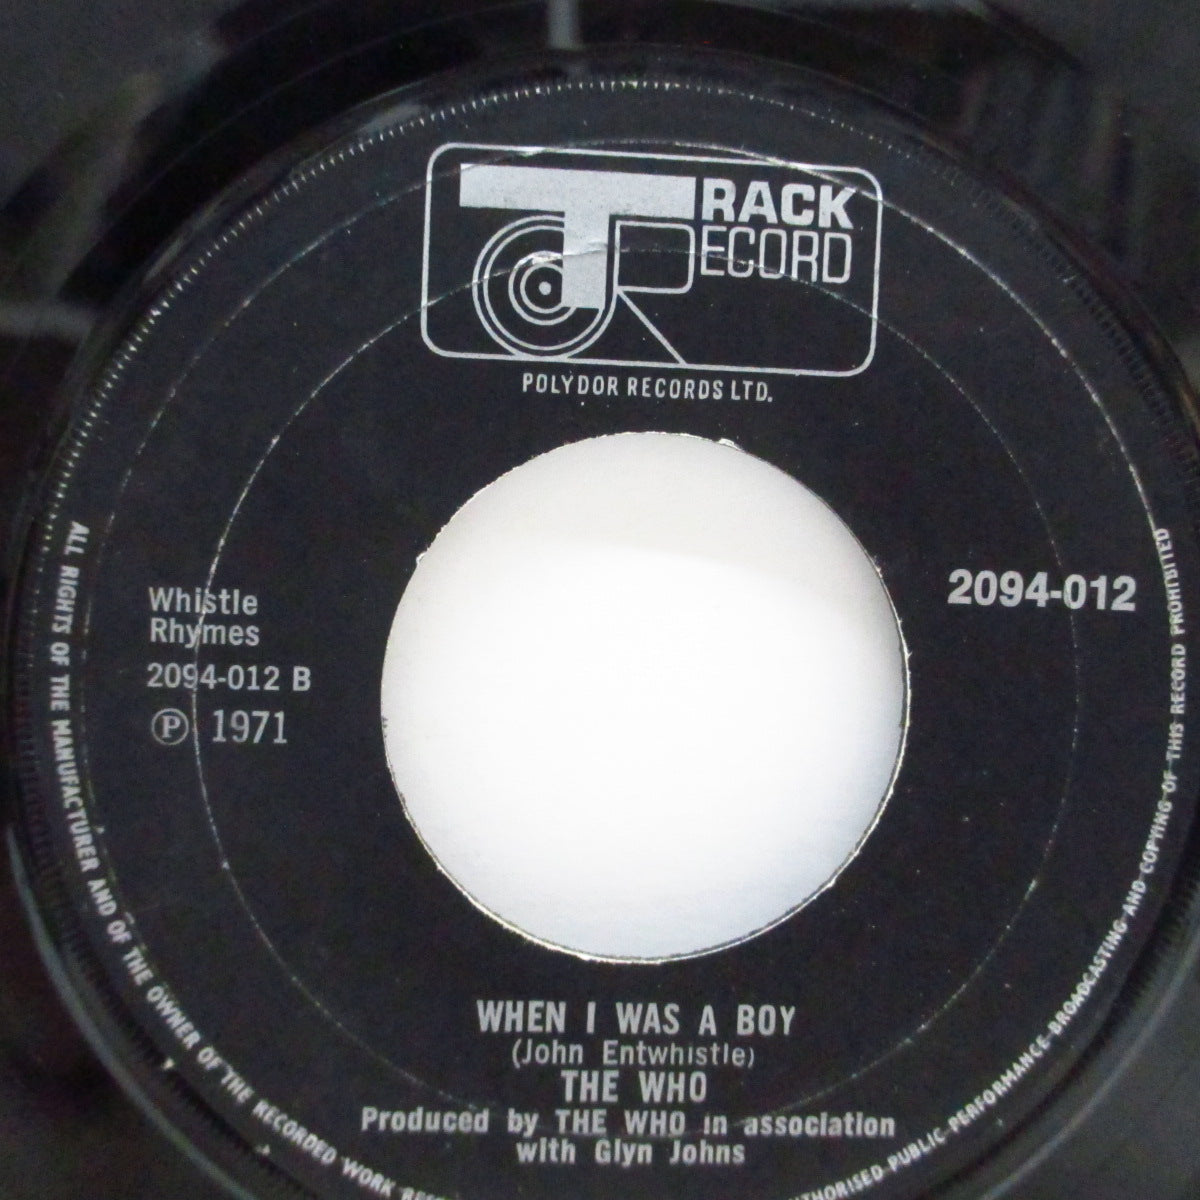 TRACK
RECORD
POLYDOR RECORDS LTD.
Whistle
Rhymes
2094-012 B
Ⓟ 1971
2094-012
WHEN I WAS A BOY
(John Entwhistle)
THE WHO
Produced by THE WHO in association
with Glyn Johns
ALL RIGHTS OF THE MANUFACTURER AND OF THE OWNER OF THE RECORDED WORK
PUBLIC PERFORMANCE·BROADCASTING AND COPYING OF THIS RECORD PROHIBITED